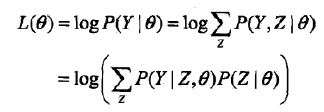 L(θ) = log P(Y | θ) = log ∑_Z P(Y, Z | θ)
= log(∑_Z P(Y | Z, θ)P(Z | θ))